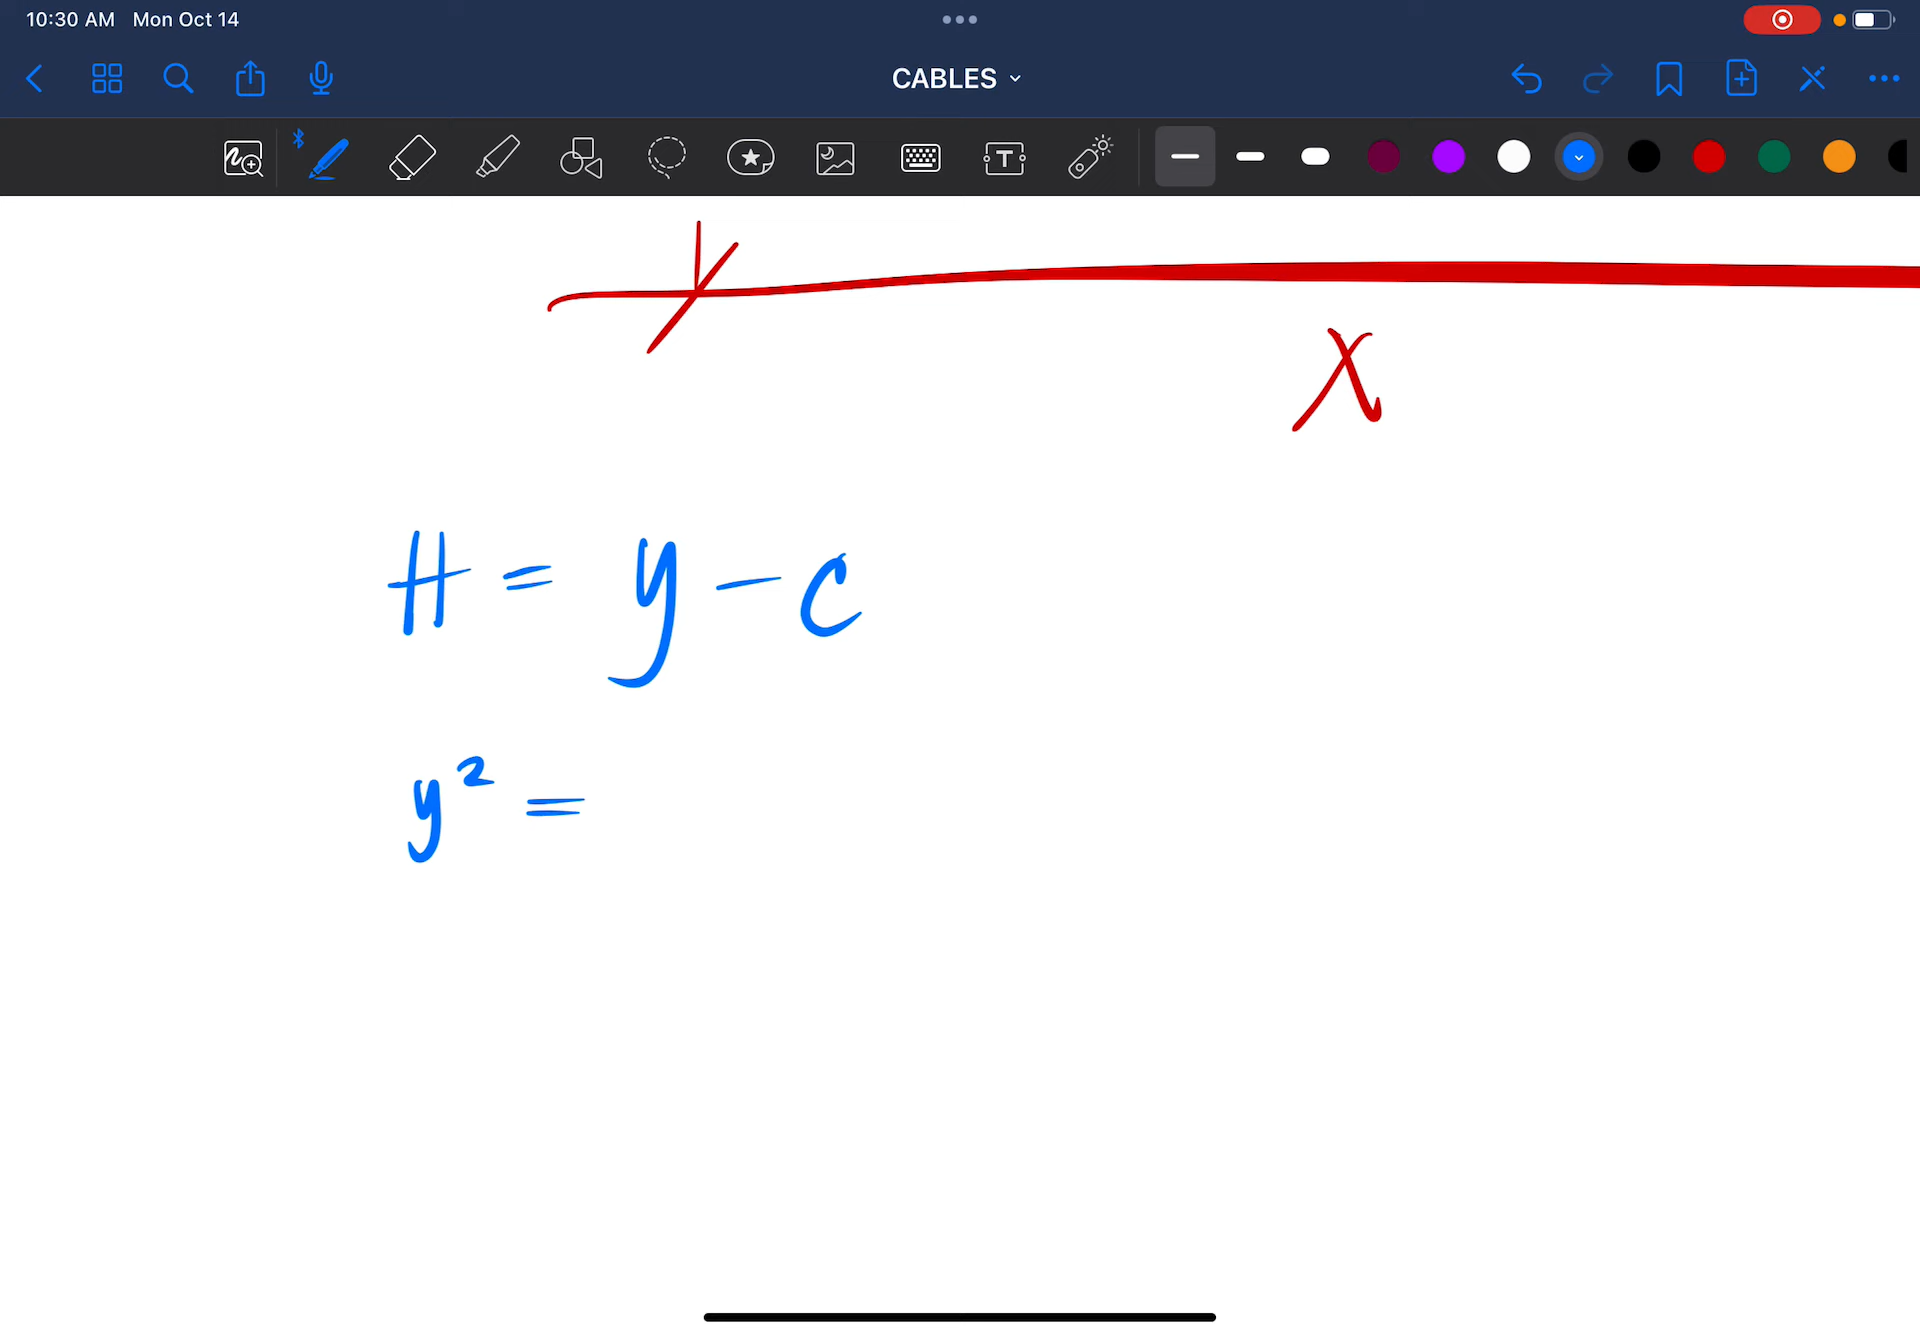 10:30 AM Mon Oct 14
CABLES
T
x
H = y - c
y² =